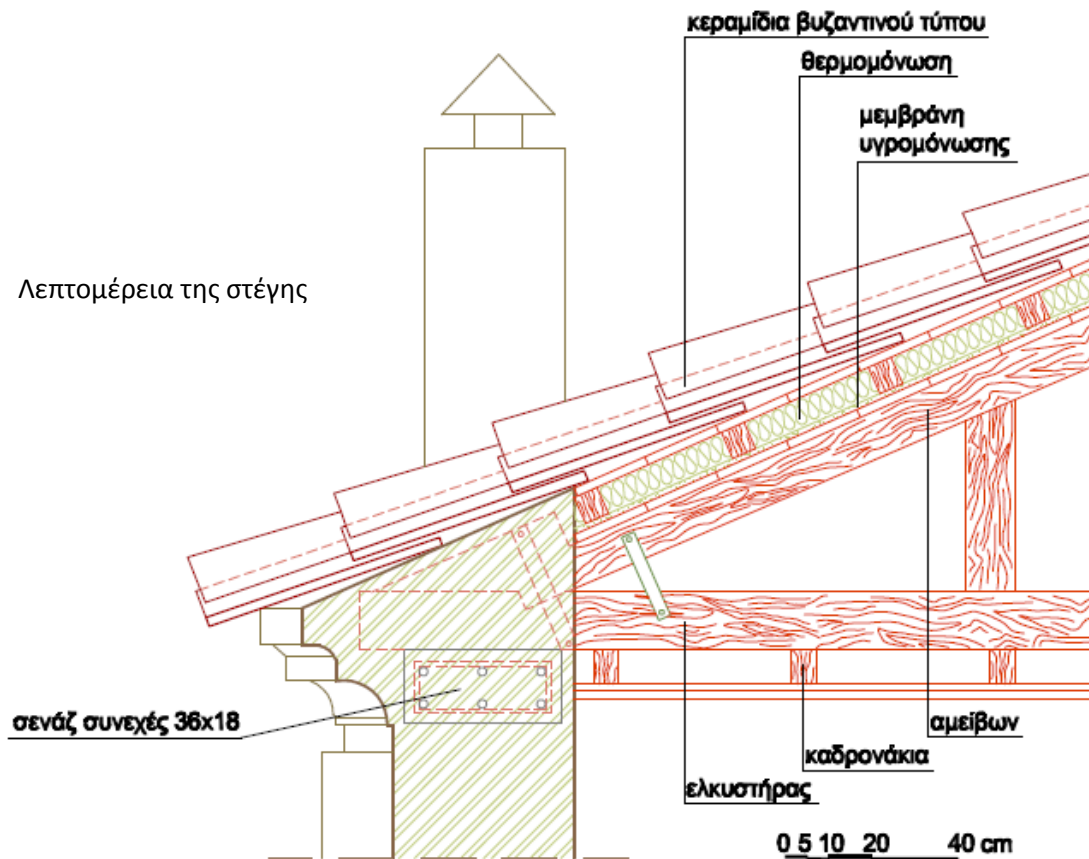 κεραμίδια βυζαντινού τύπου
θερμομόνωση
μεμβράνη
υγρομόνωσης
Λεπτομέρεια της στέγης
σενάζ συνεχές 36x18
αμείβων
καδρονάκια
ελκυστήρας
0 5 10 20 40 cm